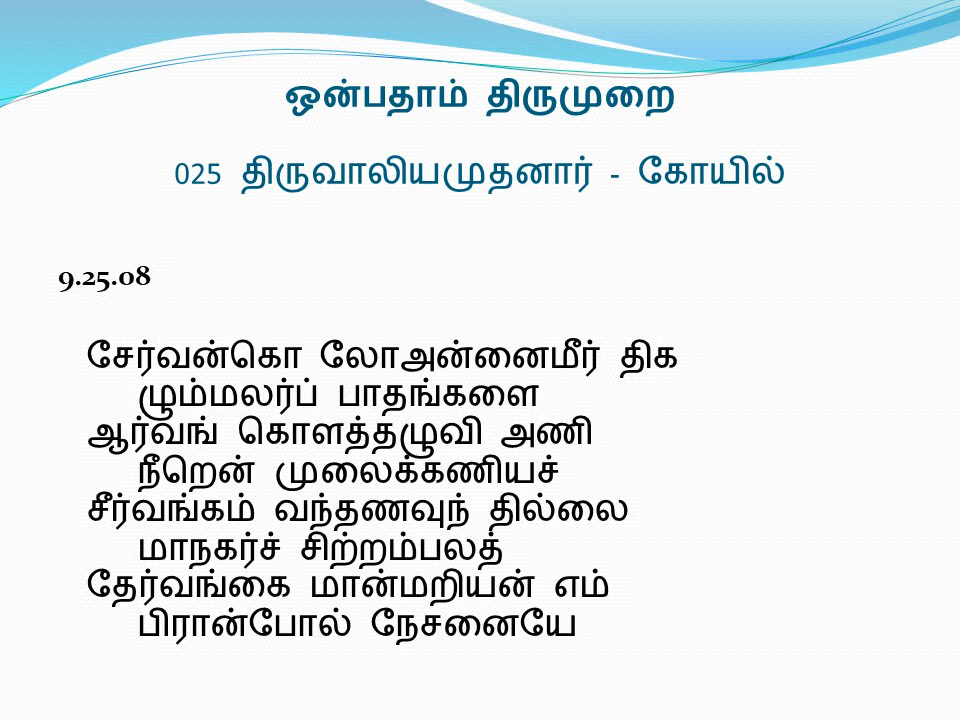 ஒன்பதாம் திருமுறை
025 திருவாலியமுதனார் - கோயில்
9.25.08
சேர்வன்கொ லோஅன்னைமீர் திக
ழும்மலர்ப் பாதங்களை
ஆர்வங் கொளத்தழுவி அணி
நீறென் முலைக்கணியச்
சீர்வங்கம் வந்தணவுந் தில்லை
மாநகர்ச் சிற்றம்பலத்
தேர்வங்கை மான்மறியன் எம்
பிரான்போல் நேசனையே